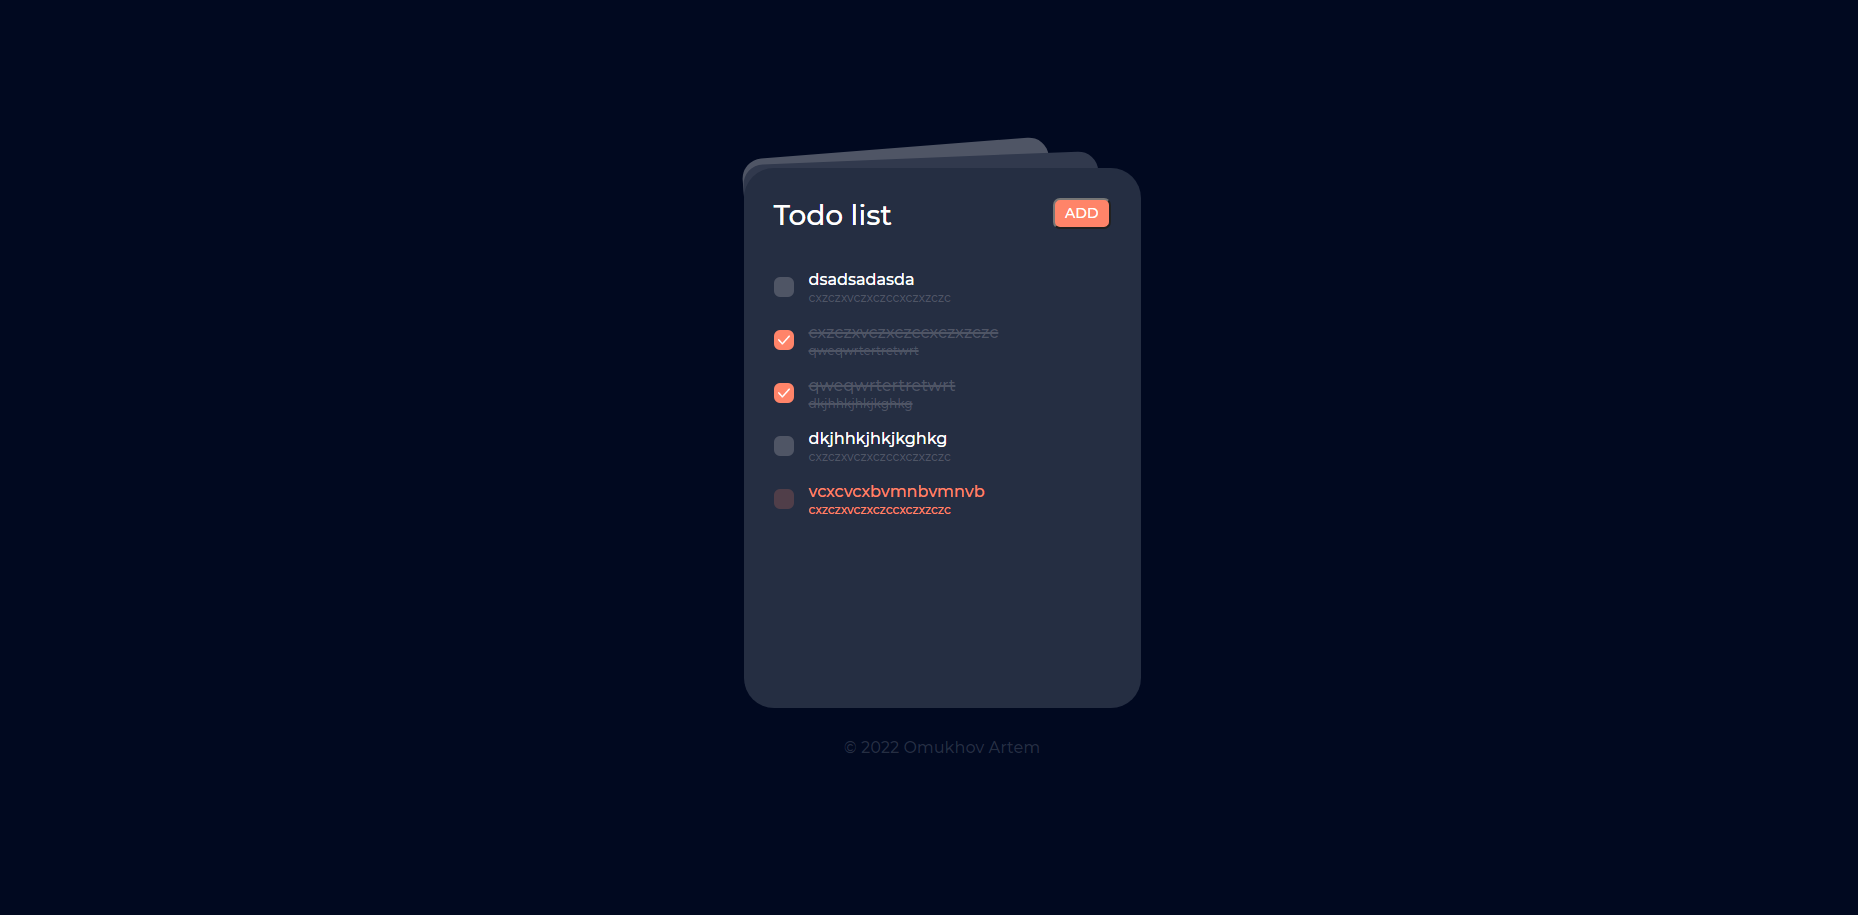 Todo list
ADD
dsadsadasda
cxzczxvczxczccxczxzczc
cxzczxvczxczccxczxzczc
qweqwrtertretwrt
qweqwrtertretwrt
dkjhhkjhkjkghkg
dkjhhkjhkjkghkg
cxzczxvczxczccxczxzczc
vcxcvcxbvmnbvmnvb
cxzczxvczxczccxczxzczc
© 2022 Omukhov Artem